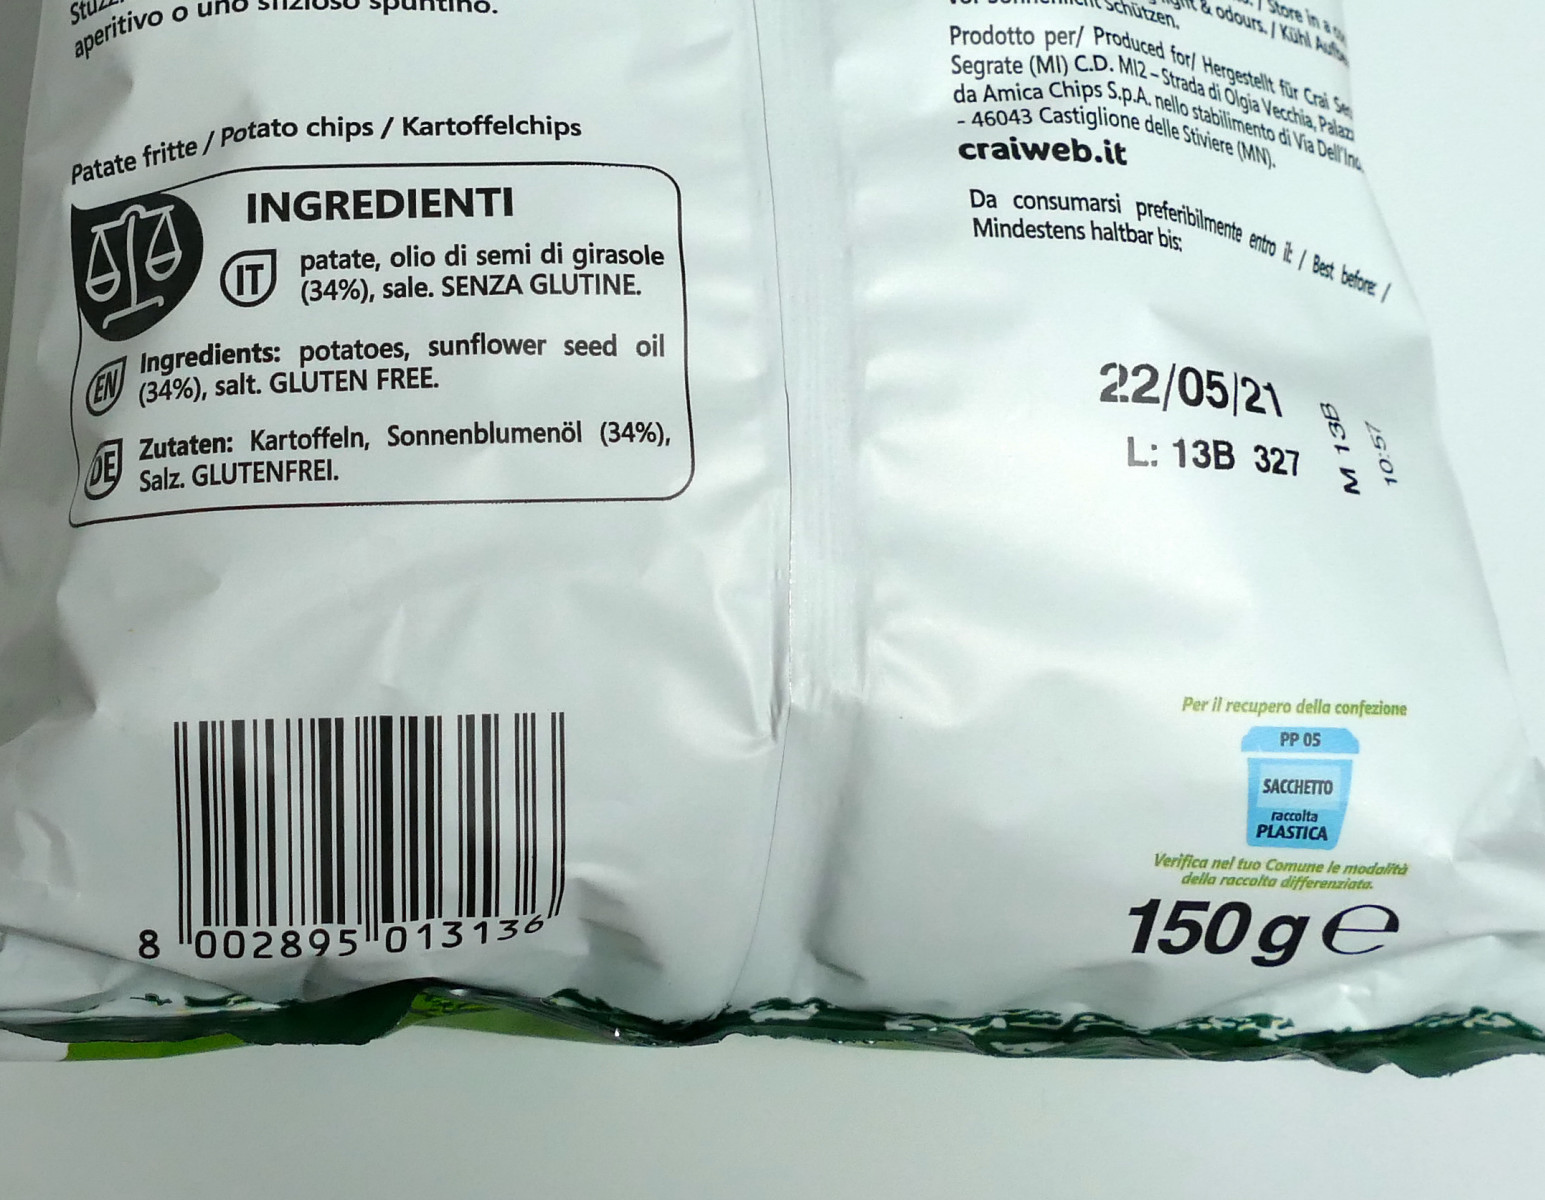 aperitivo o uno sfizioso spuntino.
Patate fritte / Potato chips / Kartoffelchips
INGREDIENTI
IT
patate, olio di semi di girasole
(34%), sale. SENZA GLUTINE.
EN
Ingredients: potatoes, sunflower seed oil
(34%), salt. GLUTEN FREE.
DE
Zutaten: Kartoffeln, Sonnenblumenöl (34%),
Salz. GLUTENFREI.
8 002895 013136
/ Store in a
& odours. / Kühl
Schützen.
Prodotto per/ Produced for/ Hergestellt für Crai
Segrate (MI) C.D. MI2 - Strada di Olgia Vecchia,
da Amica Chips S.p.A. nello stabilimento di Via
- 46043 Castiglione delle Stiviere (MN).
craiweb.it
Da consumarsi preferibilmente entro il: / Best before: /
Mindestens haltbar bis:
22/05/21
L: 13B 327
M 13B
10:57
Per il recupero della confezione
PP 05
SACCHETTO
raccolta
PLASTICA
Verifica nel tuo Comune le modalità
della raccolta differenziata.
150 g e